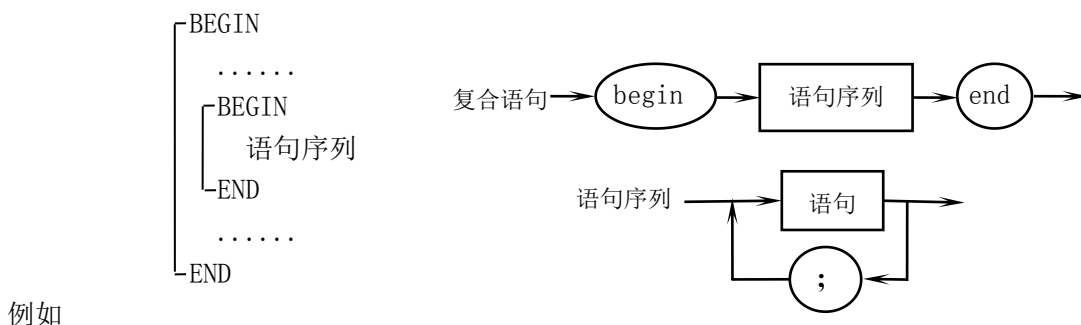 BEGIN
......
BEGIN
语句序列
END
......
END
复合语句 begin 语句序列 end
语句序列 语句
;
例如